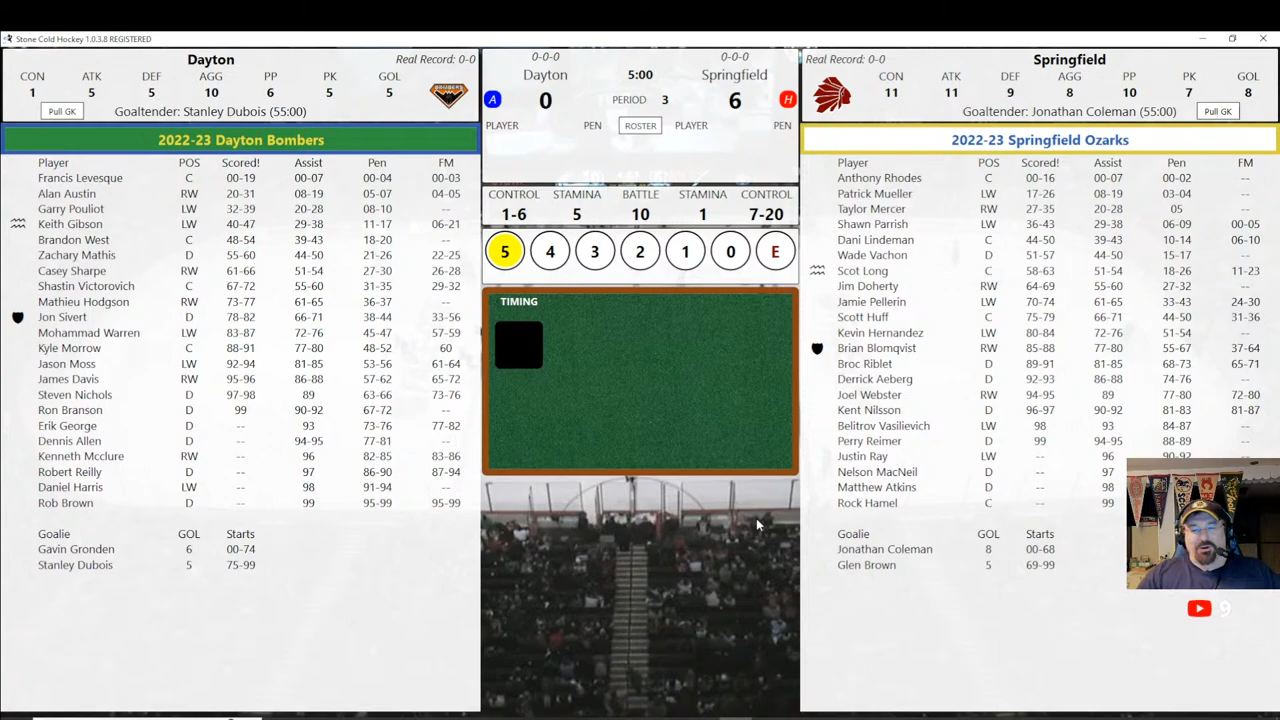 Stone Cold Hockey 1.0.3.8 REGISTERED
Dayton
Real Record: 0-0
CON ATK DEF AGG PP PK GOL
1 5 5 10 6 5 5
BOMBERS
Pull GK
Goaltender: Stanley Dubois (55:00)
2022-23 Dayton Bombers
Player POS Scored! Assist Pen FM
Francis Levesque C 00-19 00-07 00-04 00-03
Alan Austin RW 20-31 08-19 05-07 04-05
Garry Pouliot LW 32-39 20-28 08-10 --
Keith Gibson LW 40-47 29-38 11-17 06-21
Brandon West C 48-54 39-43 18-20 --
Zachary Mathis D 55-60 44-50 21-26 22-25
Casey Sharpe RW 61-66 51-54 27-30 26-28
Shastin Victorovich C 67-72 55-60 31-35 29-32
Mathieu Hodgson RW 73-77 61-65 36-37 --
Jon Sivert D 78-82 66-71 38-44 33-56
Mohammad Warren LW 83-87 72-76 45-47 57-59
Kyle Morrow C 88-91 77-80 48-52 60
Jason Moss LW 92-94 81-85 53-56 61-64
James Davis RW 95-96 86-88 57-62 65-72
Steven Nichols D 97-98 89 63-66 73-76
Ron Branson D 99 90-92 67-72 --
Erik George D -- 93 73-76 77-82
Dennis Allen D -- 94-95 77-81 --
Kenneth Mcclure RW -- 96 82-85 83-86
Robert Reilly D -- 97 86-90 87-94
Daniel Harris LW -- 98 91-94 --
Rob Brown D -- 99 95-99 95-99
Goalie GOL Starts
Gavin Gronden 6 00-74
Stanley Dubois 5 75-99
0-0-0 0-0-0
Dayton 5:00 Springfield
A 0 PERIOD 3 6 H
PLAYER PEN ROSTER PLAYER PEN
CONTROL STAMINA BATTLE STAMINA CONTROL
1-6 5 10 1 7-20
5 4 3 2 1 0 E
TIMING
Real Record: 0-0
Springfield
CON ATK DEF AGG PP PK GOL
11 11 9 8 10 7 8
Goaltender: Jonathan Coleman (55:00)
Pull GK
2022-23 Springfield Ozarks
Player POS Scored! Assist Pen FM
Anthony Rhodes C 00-16 00-07 00-02 --
Patrick Mueller LW 17-26 08-19 03-04 --
Taylor Mercer RW 27-35 20-28 05 --
Shawn Parrish LW 36-43 29-38 06-09 00-05
Dani Lindeman C 44-50 39-43 10-14 06-10
Wade Vachon D 51-57 44-50 15-17 --
Scot Long C 58-63 51-54 18-26 11-23
Jim Doherty RW 64-69 55-60 27-32 --
Jamie Pellerin LW 70-74 61-65 33-43 24-30
Scott Huff C 75-79 66-71 44-50 31-36
Kevin Hernandez LW 80-84 72-76 51-54 --
Brian Blomqvist RW 85-88 77-80 55-67 37-64
Broc Riblet LW 89-91 81-85 68-73 65-71
Derrick Aeberg D 92-93 86-88 74-76 --
Joel Webster RW 94-95 89 77-80 72-80
Kent Nilsson D 96-97 90-92 81-83 81-87
Belitrov Vasilievich LW 98 93 84-87 --
Perry Reimer D 99 94-95 88-89 --
Justin Ray LW -- 96 90-92
Nelson MacNeil D -- 97
Matthew Atkins D -- 98
Rock Hamel C -- 99
Goalie GOL Starts
Jonathan Coleman 8 00-68
Glen Brown 5 69-99
9